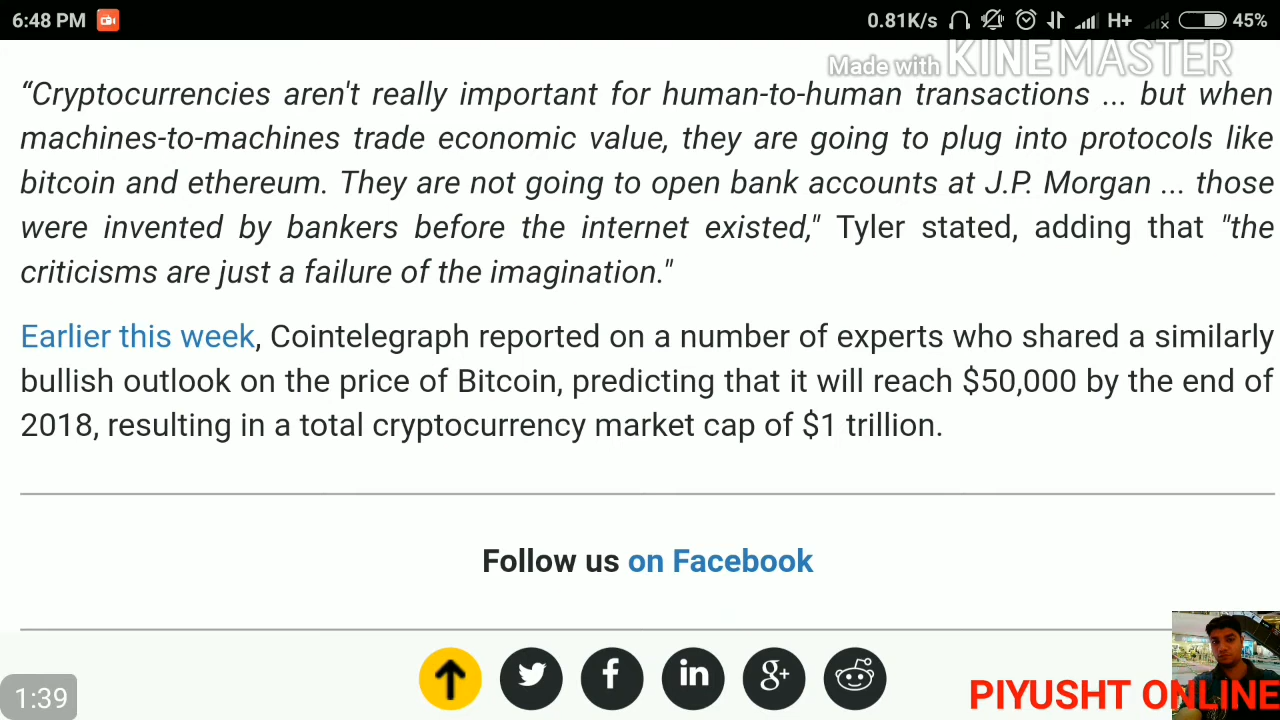 6:48 PM
0.81K/s H+ 45%
Made with KINEMASTER
“Cryptocurrencies aren't really important for human-to-human transactions ... but when
machines-to-machines trade economic value, they are going to plug into protocols like
bitcoin and ethereum. They are not going to open bank accounts at J.P. Morgan ... those
were invented by bankers before the internet existed," Tyler stated, adding that "the
criticisms are just a failure of the imagination."
Earlier this week, Cointelegraph reported on a number of experts who shared a similarly
bullish outlook on the price of Bitcoin, predicting that it will reach $50,000 by the end of
2018, resulting in a total cryptocurrency market cap of $1 trillion.
Follow us on Facebook
f in g+
1:39
PIYUSHT ONLINE